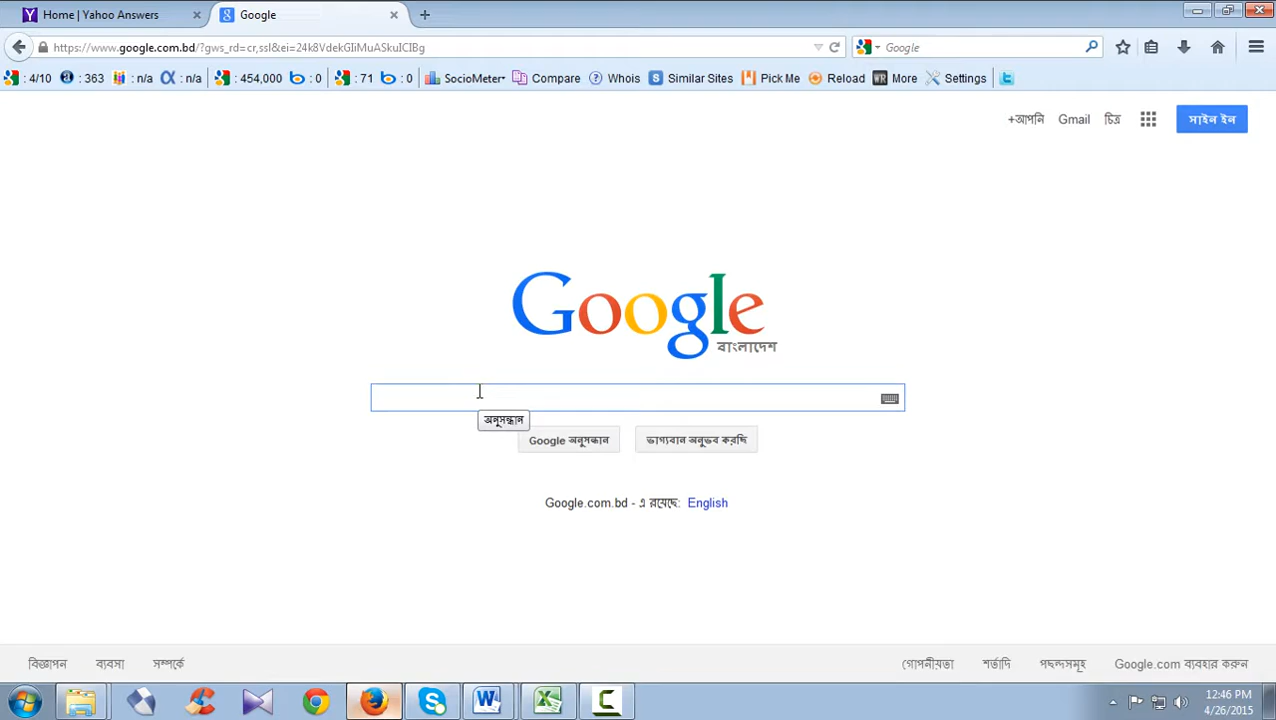 Home | Yahoo Answers
Google
https://www.google.com.bd/?gws_rd=cr,ssl&ei=24k8VdekGIiMuASkuICIBg
Google
: 4/10 : 363 : n/a : n/a : 454,000 : 0 : 71 : 0 SocioMeter Compare Whois Similar Sites Pick Me Reload More Settings
+আপনি Gmail চিত্র সাইন ইন
Google
বাংলাদেশ
অনুসন্ধান
Google অনুসন্ধান ভাগ্যবান অনুভব করছি
Google.com.bd - এ রয়েছে: English
বিজ্ঞাপন ব্যবসা সম্পর্কে গোপনীয়তা শর্তাদি পছন্দসমূহ Google.com ব্যবহার করুন
12:46 PM
4/26/2015